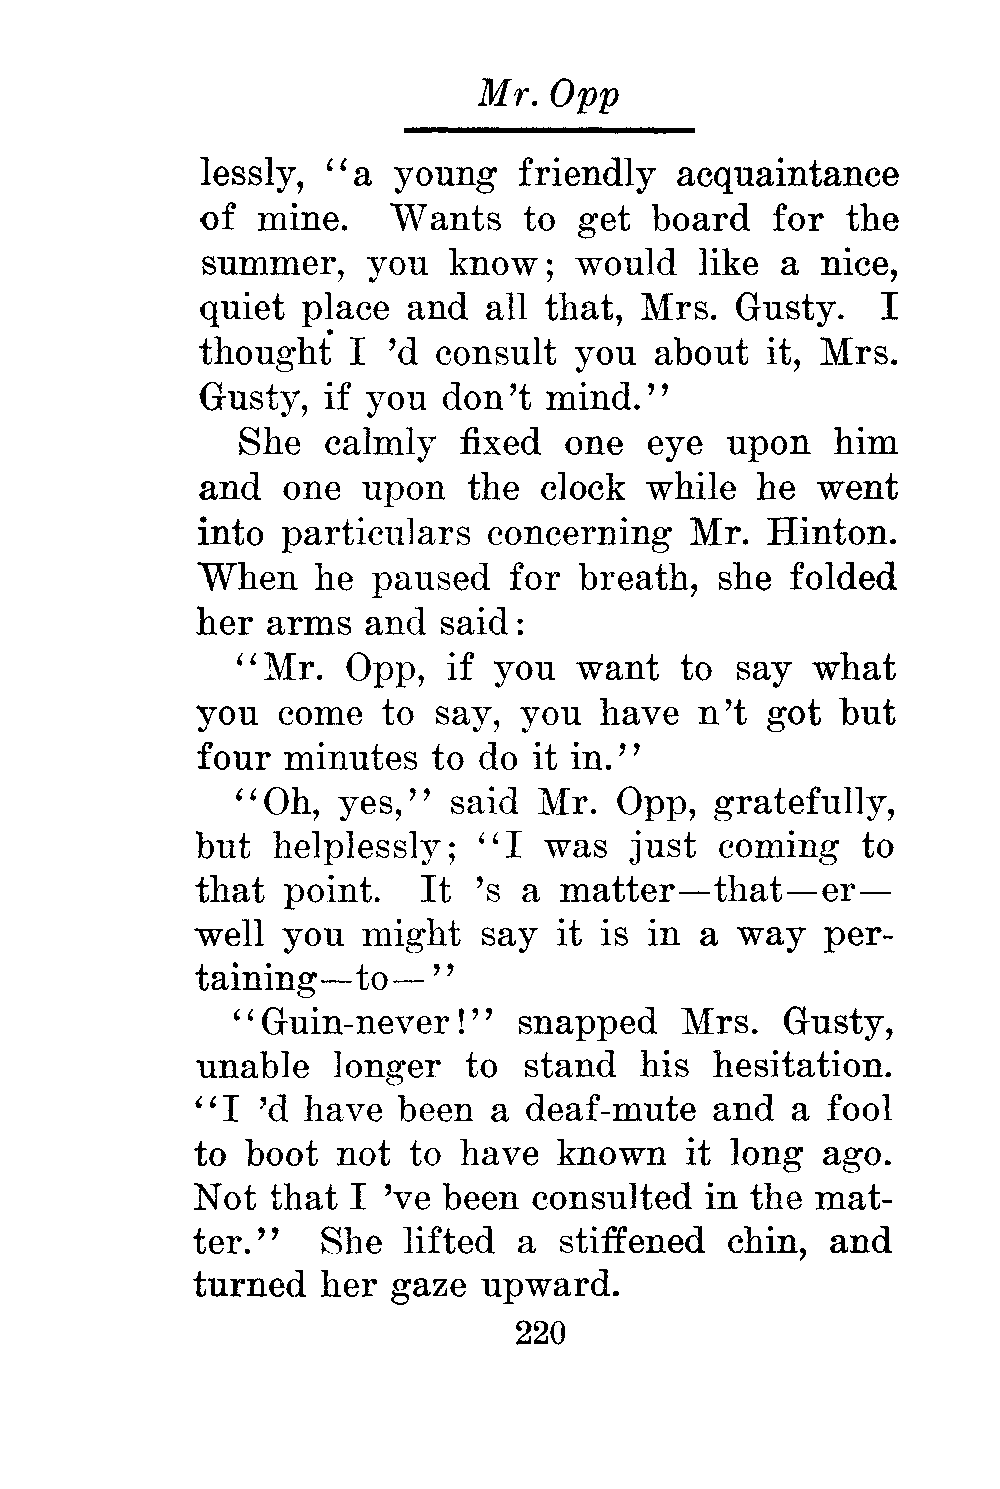 Mr. Opp
lessly, "a young friendly acquaintance
of mine. Wants to get board for the
summer, you know; would like a nice,
quiet place and all that, Mrs. Gusty. I
thought I 'd consult you about it, Mrs.
Gusty, if you don't mind."
She calmly fixed one eye upon him
and one upon the clock while he went
into particulars concerning Mr. Hinton.
When he paused for breath, she folded
her arms and said:
"Mr. Opp, if you want to say what
you come to say, you have n't got but
four minutes to do it in."
"Oh, yes," said Mr. Opp, gratefully,
but helplessly; "I was just coming to
that point. It 's a matter—that—er—
well you might say it is in a way per-
taining—to—"
"Guin-never!" snapped Mrs. Gusty,
unable longer to stand his hesitation.
"I 'd have been a deaf-mute and a fool
to boot not to have known it long ago.
Not that I 've been consulted in the mat-
ter." She lifted a stiffened chin, and
turned her gaze upward.
220